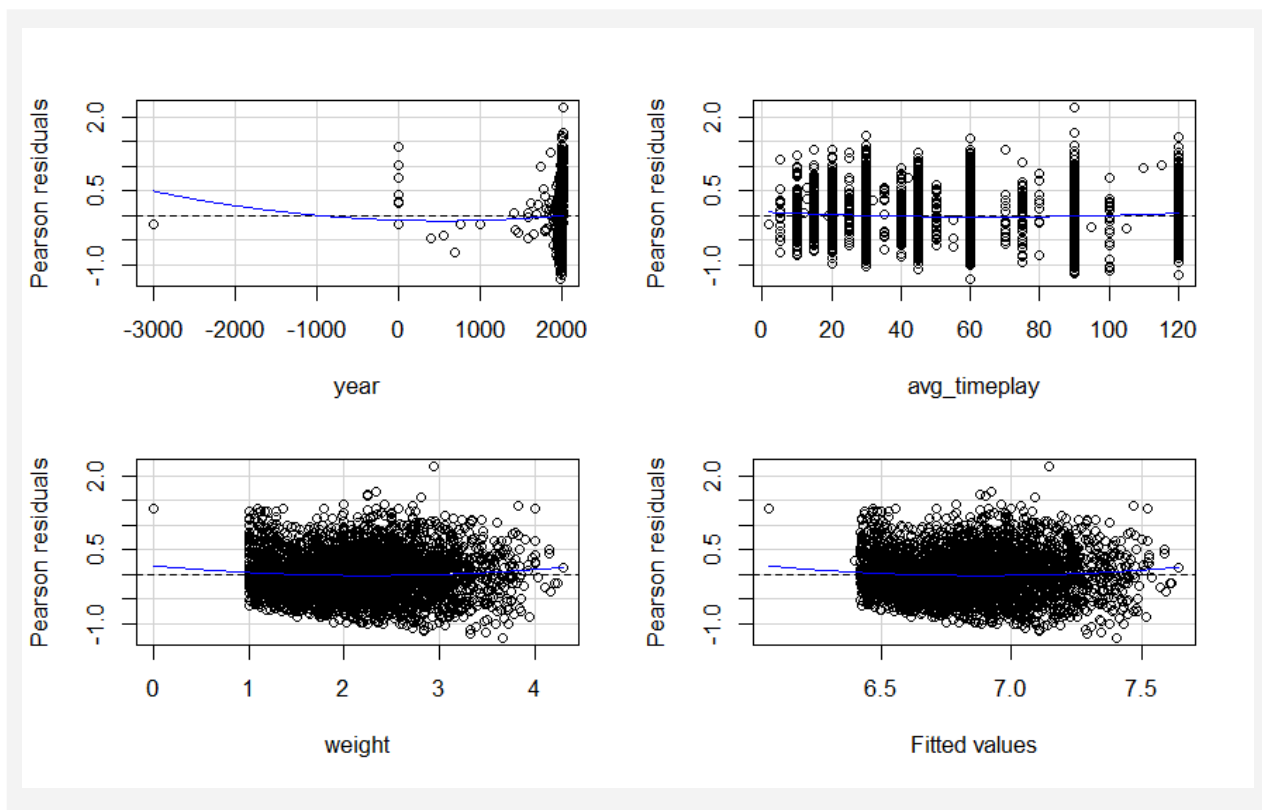 Pearson residuals
2.0
0.5
-1.0
-3000 -2000 -1000 0 1000 2000
year
Pearson residuals
2.0
0.5
-1.0
0 20 40 60 80 100 120
avg_timeplay
Pearson residuals
2.0
0.5
-1.0
0 1 2 3 4
weight
Pearson residuals
2.0
0.5
-1.0
6.5 7.0 7.5
Fitted values